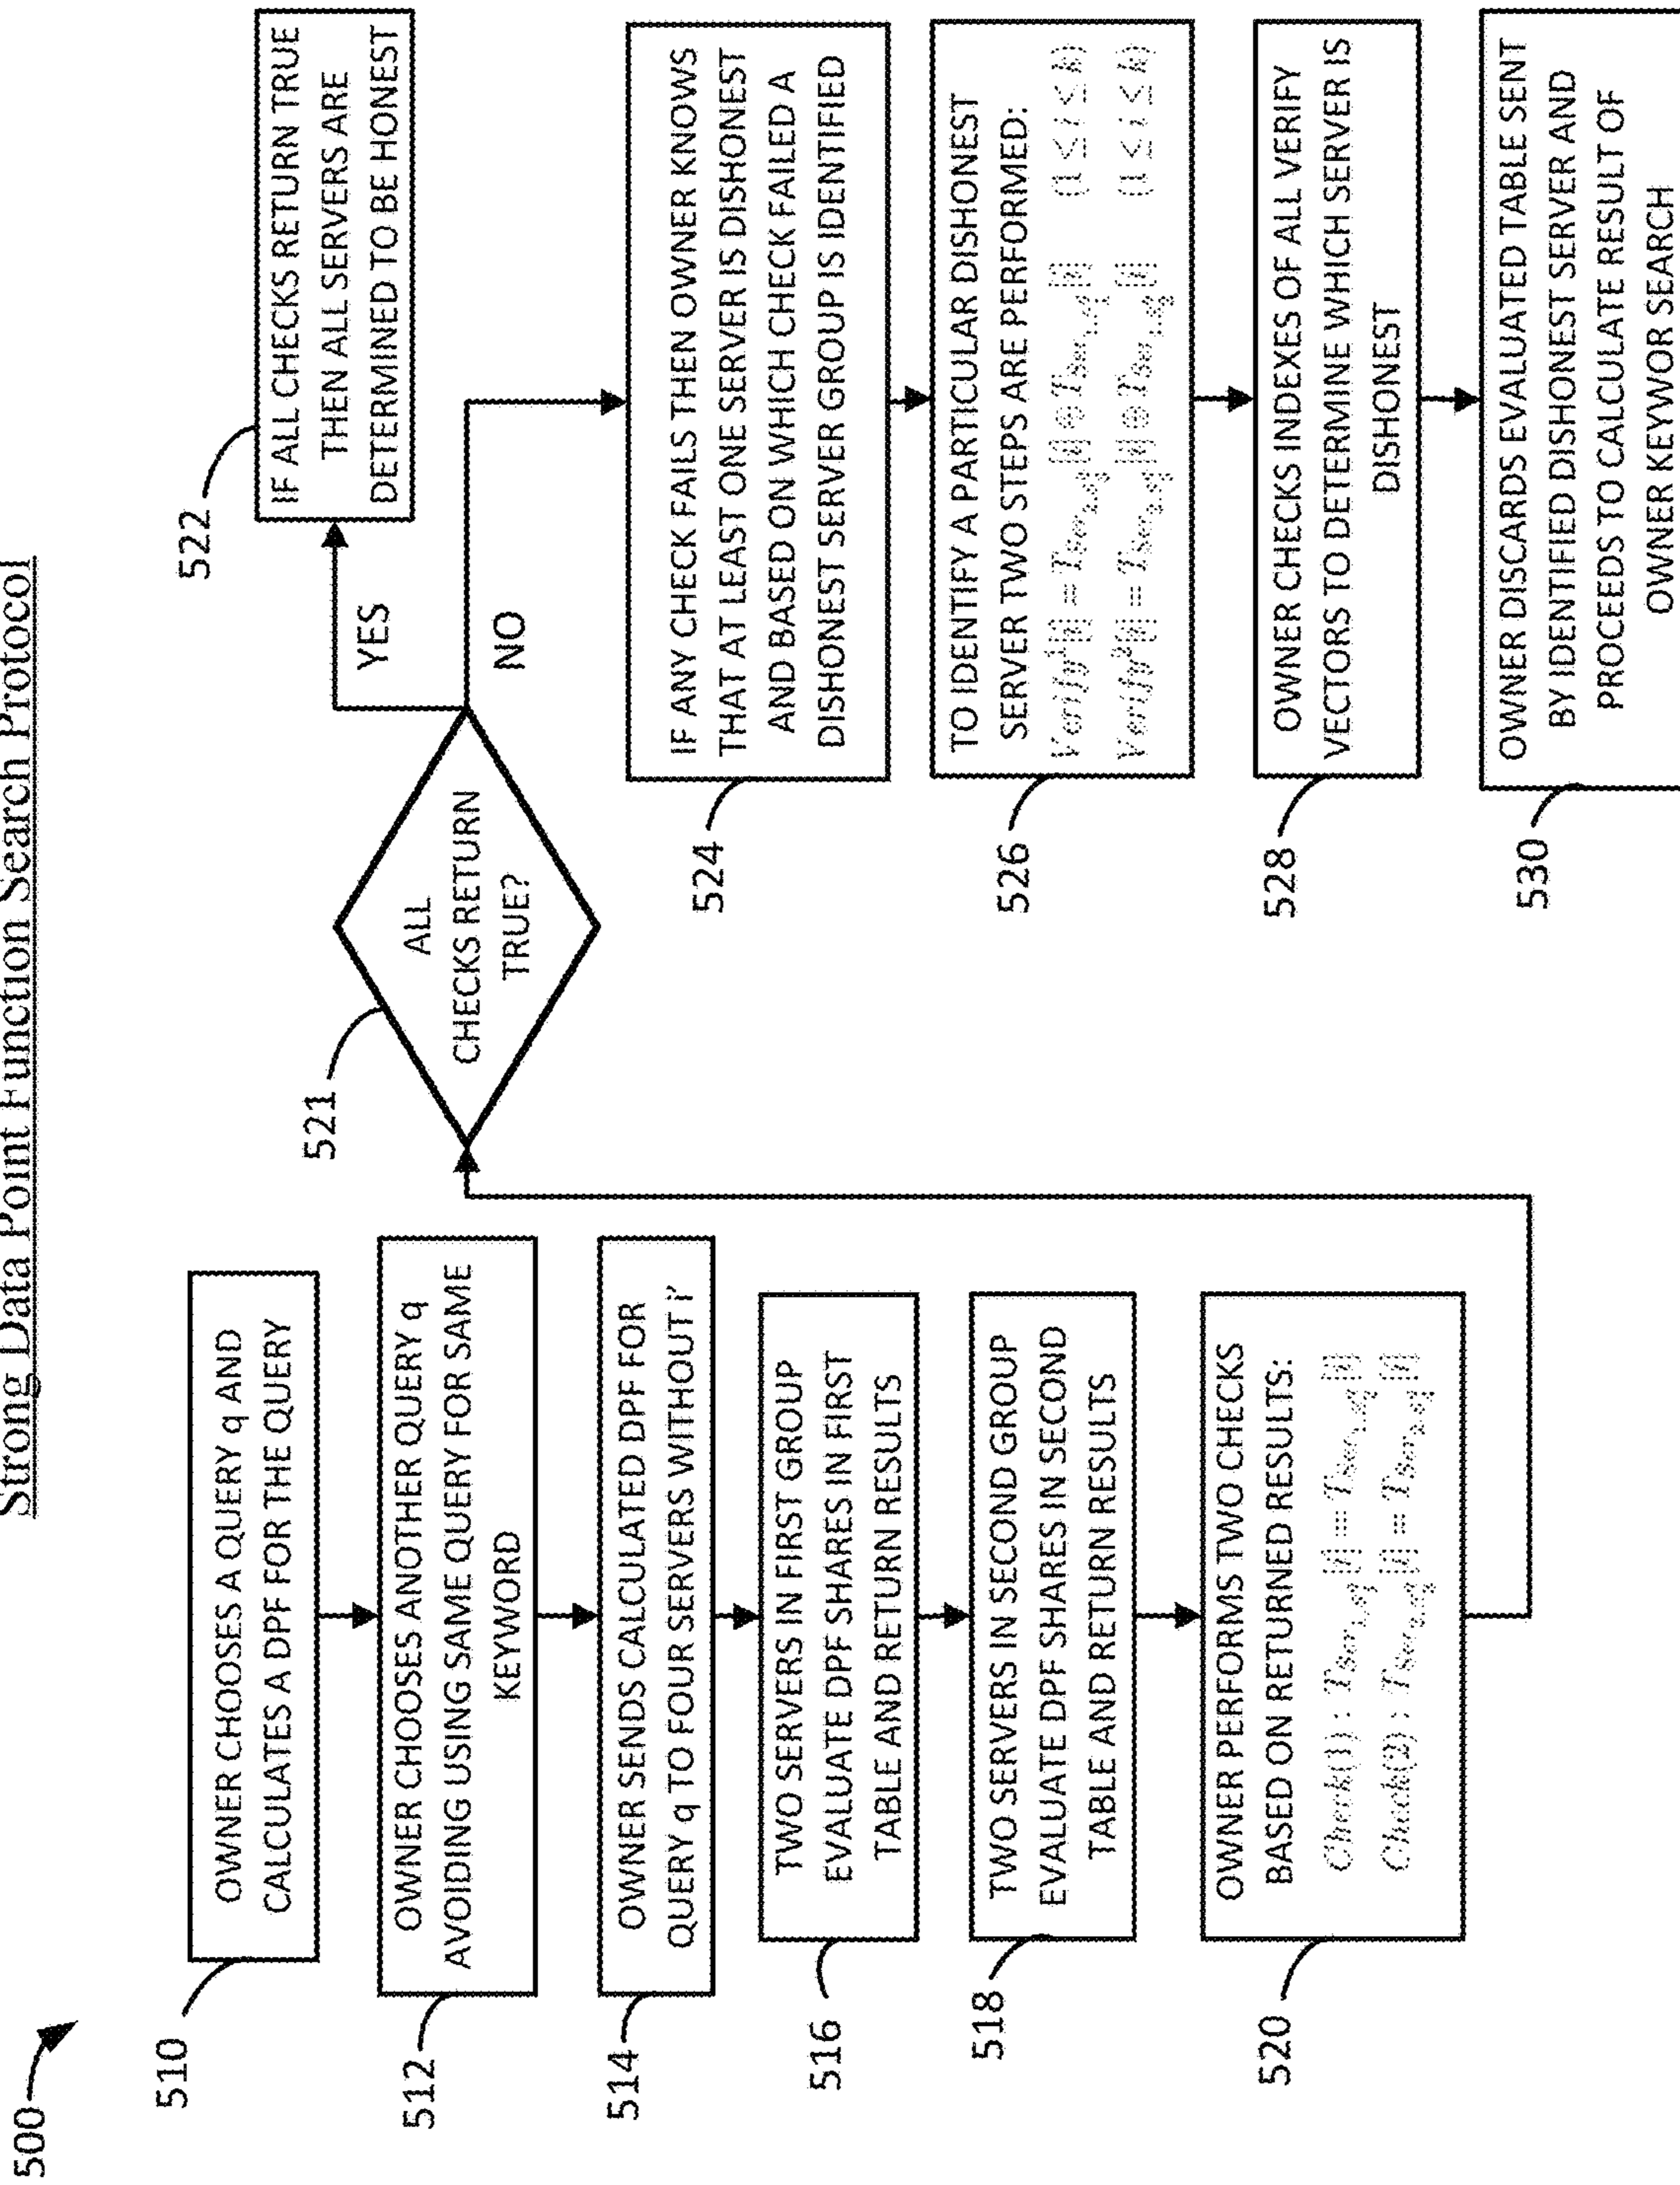 Strong Data Point Function Search Protocol
500
510
OWNER CHOOSES A QUERY q AND
CALCULATES A DPF FOR THE QUERY
512
OWNER CHOOSES ANOTHER QUERY q
AVOIDING USING SAME QUERY FOR SAME
KEYWORD
514
OWNER SENDS CALCULATED DPF FOR
QUERY q TO FOUR SERVERS WITHOUT i'
516
TWO SERVERS IN FIRST GROUP
EVALUATE DPF SHARES IN FIRST
TABLE AND RETURN RESULTS
518
TWO SERVERS IN SECOND GROUP
EVALUATE DPF SHARES IN SECOND
TABLE AND RETURN RESULTS
520
OWNER PERFORMS TWO CHECKS
BASED ON RETURNED RESULTS:
Check(1) :
Check(2) :
521
ALL
CHECKS RETURN
TRUE?
YES
NO
522
IF ALL CHECKS RETURN TRUE
THEN ALL SERVERS ARE
DETERMINED TO BE HONEST
524
IF ANY CHECK FAILS THEN OWNER KNOWS
THAT AT LEAST ONE SERVER IS DISHONEST
AND BASED ON WHICH CHECK FAILED A
DISHONEST SERVER GROUP IS IDENTIFIED
526
TO IDENTIFY A PARTICULAR DISHONEST
SERVER TWO STEPS ARE PERFORMED:
(1 ≤ i ≤ k)
(1 ≤ i ≤ k)
528
OWNER CHECKS INDEXES OF ALL VERIFY
VECTORS TO DETERMINE WHICH SERVER IS
DISHONEST
530
OWNER DISCARDS EVALUATED TABLE SENT
BY IDENTIFIED DISHONEST SERVER AND
PROCEEDS TO CALCULATE RESULT OF
OWNER KEYWOR SEARCH